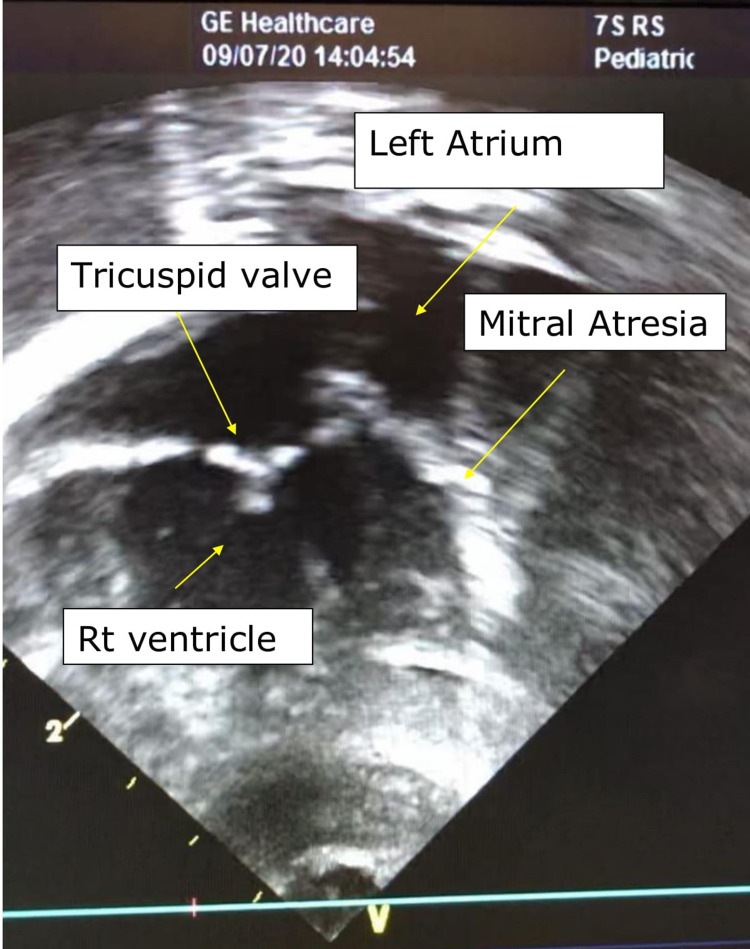 GE Healthcare
09/07/20 14:04:54
7S RS
Pediatric
Left Atrium
Tricuspid valve
Mitral Atresia
Rt ventricle
2
V